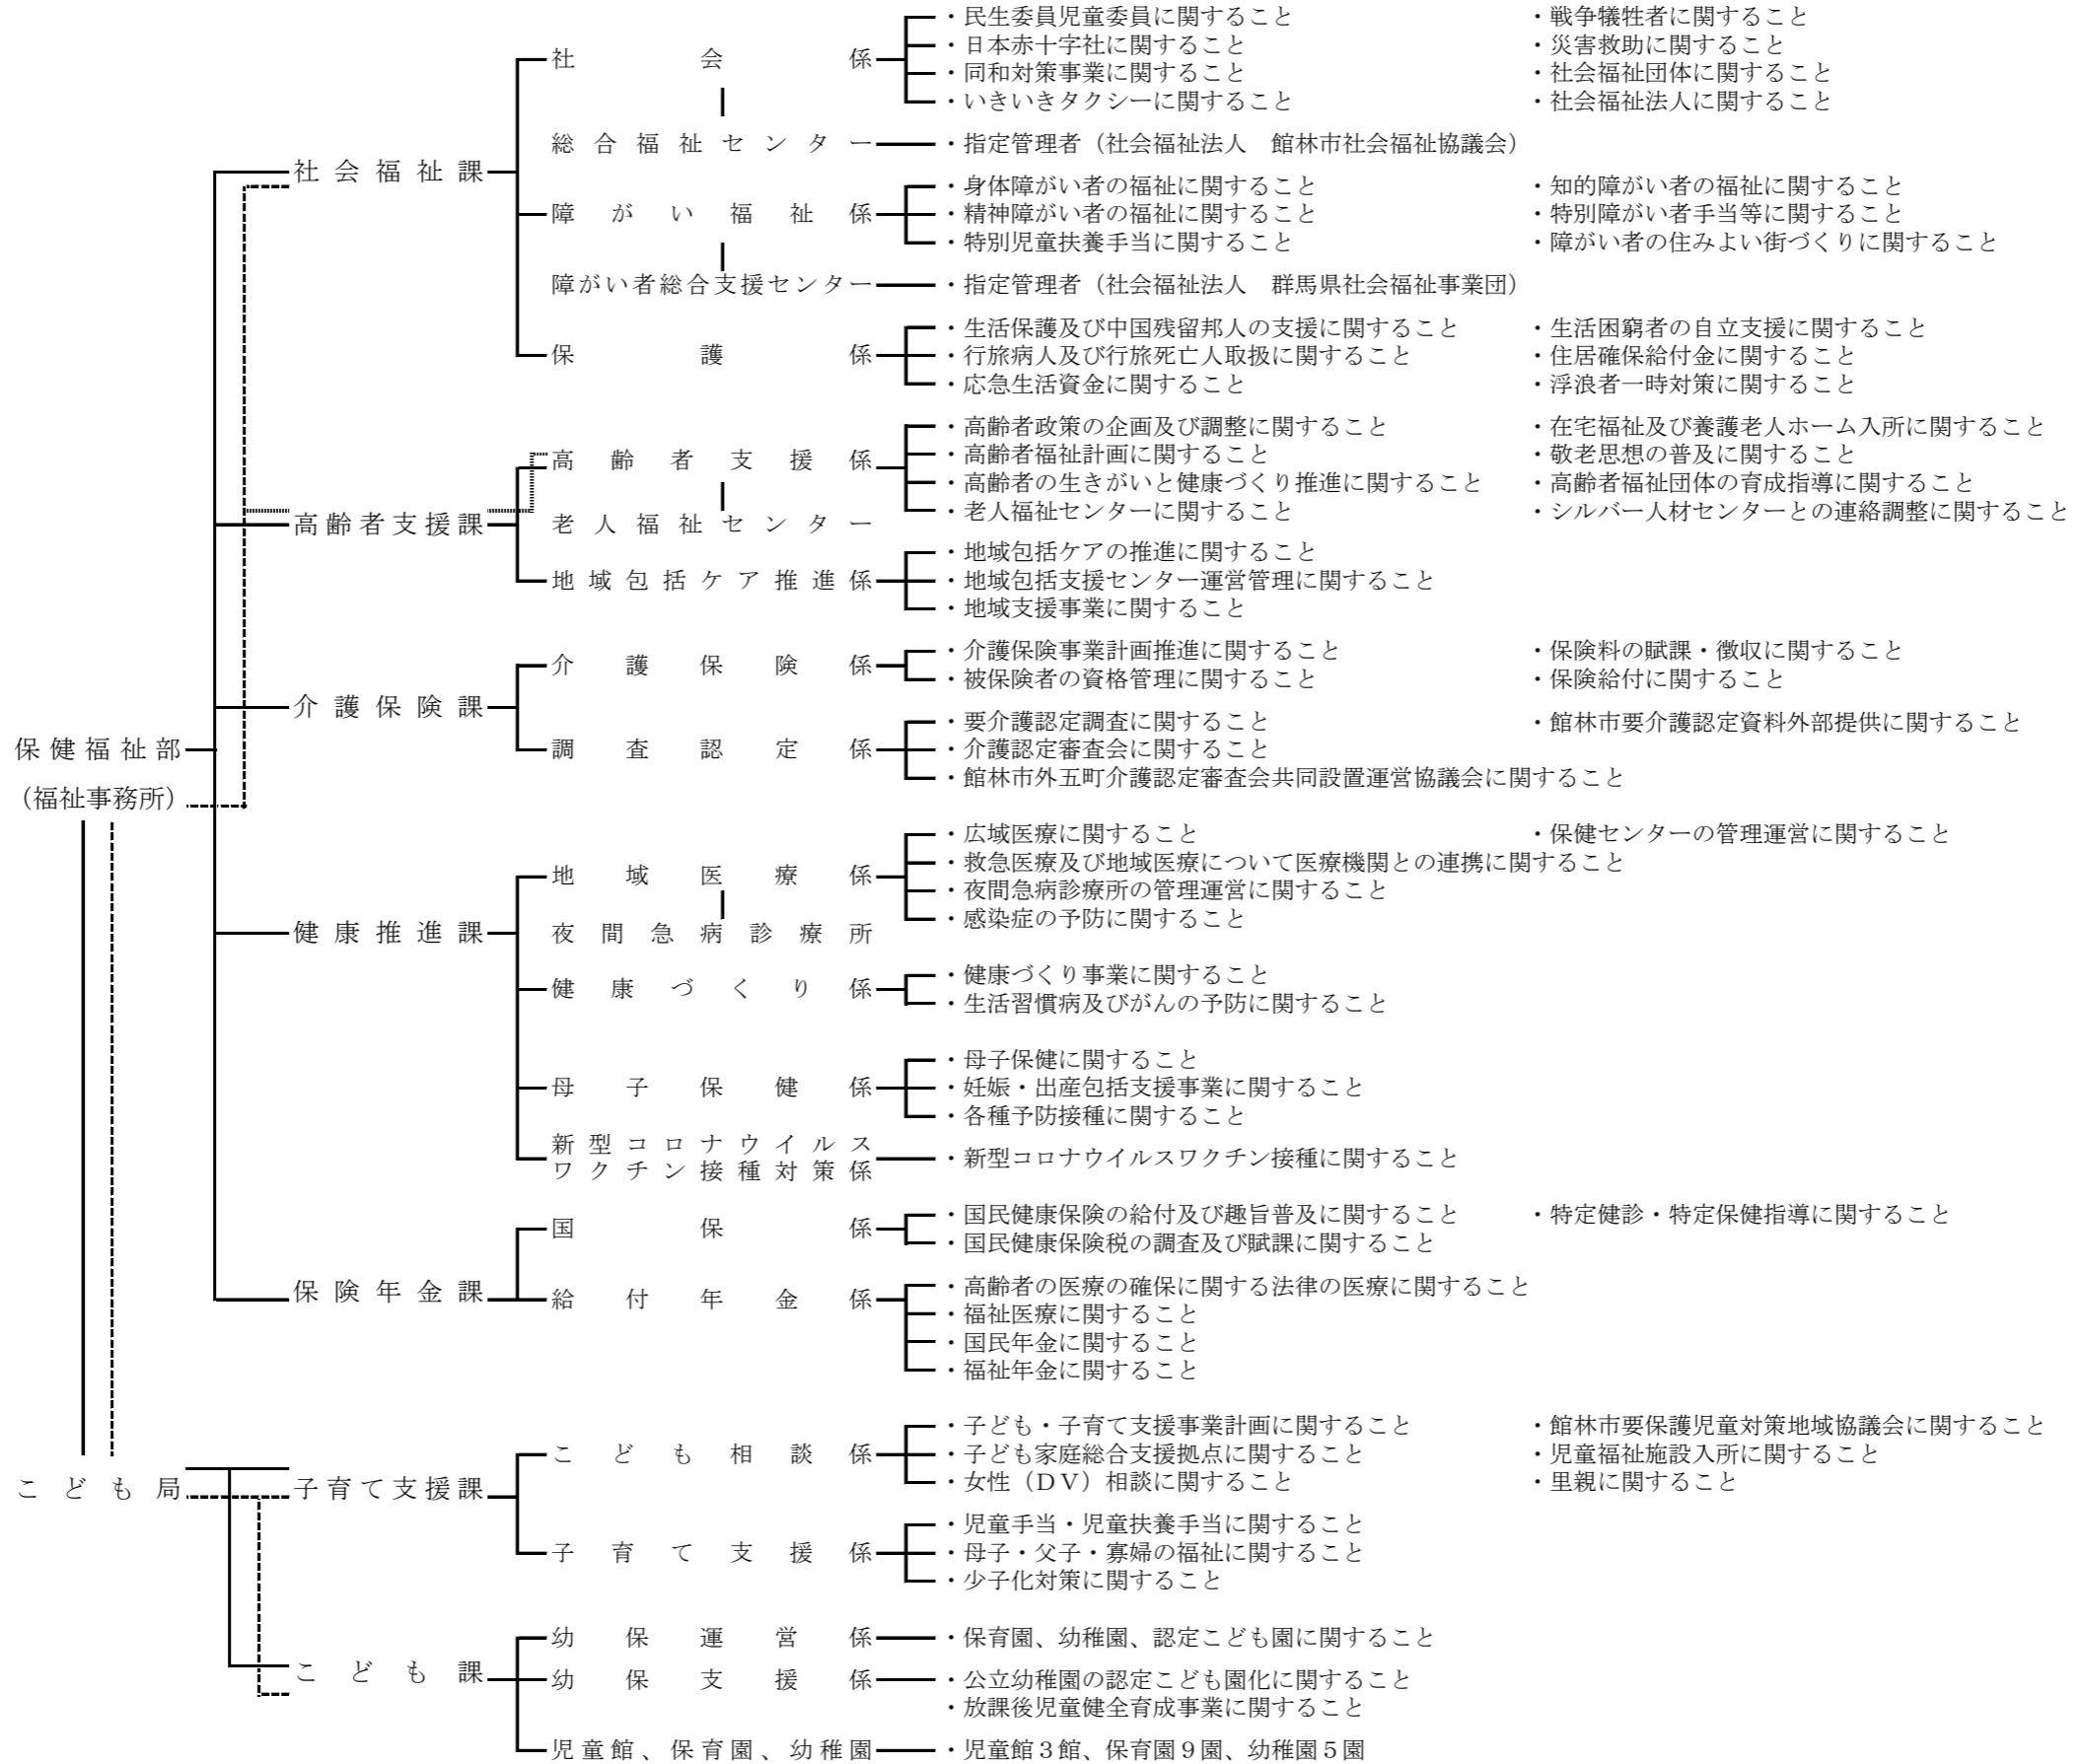 ・民生委員児童委員に関すること ・戦争犠牲者に関すること
社会係 ・日本赤十字社に関すること ・災害救助に関すること
・同和対策事業に関すること ・社会福祉団体に関すること
・いきいきタクシーに関すること ・社会福祉法人に関すること
総合福祉センター ・指定管理者（社会福祉法人　館林市社会福祉協議会）
社会福祉課
・身体障がい者の福祉に関すること ・知的障がい者の福祉に関すること
障がい福祉係 ・精神障がい者の福祉に関すること ・特別障がい者手当等に関すること
・特別児童扶養手当に関すること ・障がい者の住みよい街づくりに関すること
障がい者総合支援センター ・指定管理者（社会福祉法人　群馬県社会福祉事業団）
・生活保護及び中国残留邦人の支援に関すること ・生活困窮者の自立支援に関すること
保護係 ・行旅病人及び行旅死亡人取扱に関すること ・住居確保給付金に関すること
・応急生活資金に関すること ・浮浪者一時対策に関すること
・高齢者政策の企画及び調整に関すること ・在宅福祉及び養護老人ホーム入所に関すること
高齢者支援係 ・高齢者福祉計画に関すること ・敬老思想の普及に関すること
・高齢者の生きがいと健康づくり推進に関すること ・高齢者福祉団体の育成指導に関すること
・老人福祉センターに関すること ・シルバー人材センターとの連絡調整に関すること
高齢者支援課 老人福祉センター
・地域包括ケアの推進に関すること
地域包括ケア推進係 ・地域包括支援センター運営管理に関すること
・地域支援事業に関すること
介護保険係 ・介護保険事業計画推進に関すること ・保険料の賦課・徴収に関すること
・被保険者の資格管理に関すること ・保険給付に関すること
介護保険課
・要介護認定調査に関すること ・館林市要介護認定資料外部提供に関すること
保健福祉部 調査認定係 ・介護認定審査会に関すること
・館林市外五町介護認定審査会共同設置運営協議会に関すること
（福祉事務所）
・広域医療に関すること ・保健センターの管理運営に関すること
地域医療係 ・救急医療及び地域医療について医療機関との連携に関すること
・夜間急病診療所の管理運営に関すること
・感染症の予防に関すること
健康推進課 夜間急病診療所
健康づくり係 ・健康づくり事業に関すること
・生活習慣病及びがんの予防に関すること
・母子保健に関すること
母子保健係 ・妊娠・出産包括支援事業に関すること
・各種予防接種に関すること
新型コロナウイルス
ワクチン接種対策係 ・新型コロナウイルスワクチン接種に関すること
国保係 ・国民健康保険の給付及び趣旨普及に関すること ・特定健診・特定保健指導に関すること
・国民健康保険税の調査及び賦課に関すること
保険年金課 給付年金係 ・高齢者の医療の確保に関する法律の医療に関すること
・福祉医療に関すること
・国民年金に関すること
・福祉年金に関すること
・子ども・子育て支援事業計画に関すること ・館林市要保護児童対策地域協議会に関すること
こども相談係 ・子ども家庭総合支援拠点に関すること ・児童福祉施設入所に関すること
・女性（ＤＶ）相談に関すること ・里親に関すること
こども局 子育て支援課
・児童手当・児童扶養手当に関すること
子育て支援係 ・母子・父子・寡婦の福祉に関すること
・少子化対策に関すること
幼保運営係 ・保育園、幼稚園、認定こども園に関すること
こども課 幼保支援係 ・公立幼稚園の認定こども園化に関すること
・放課後児童健全育成事業に関すること
児童館、保育園、幼稚園 ・児童館３館、保育園９園、幼稚園５園